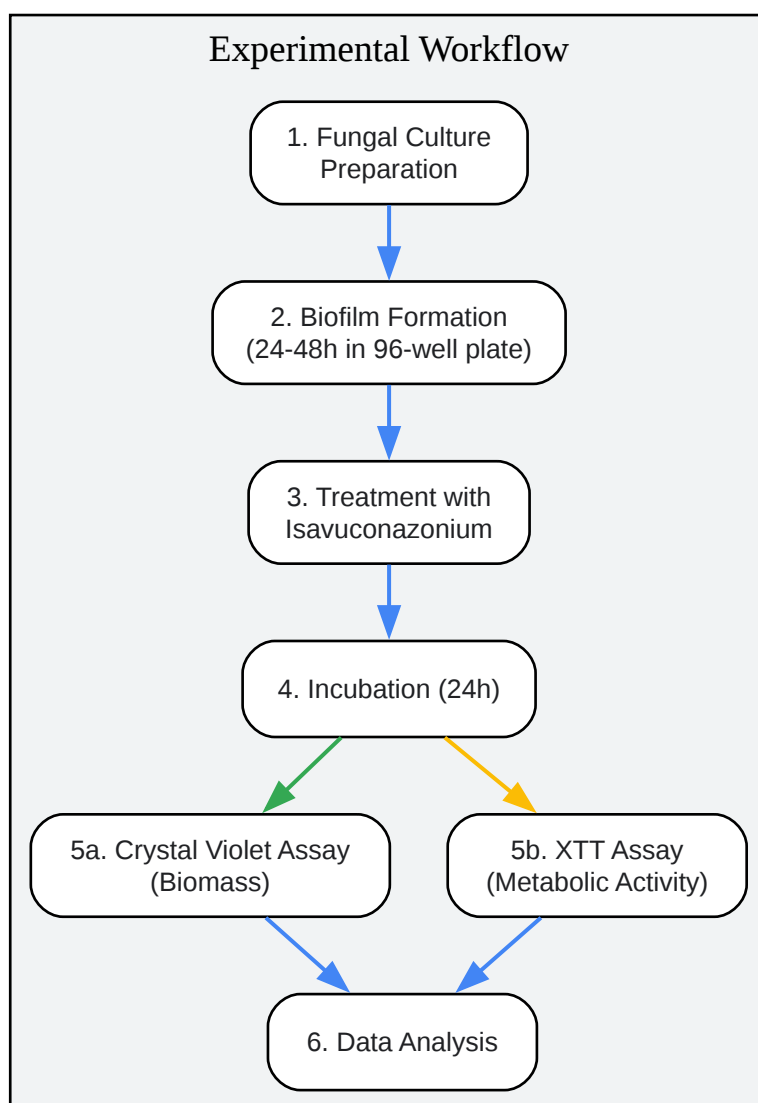 Experimental Workflow
1. Fungal Culture
Preparation
2. Biofilm Formation
(24-48h in 96-well plate)
3. Treatment with
Isavuconazonium
4. Incubation (24h)
5a. Crystal Violet Assay
(Biomass)
5b. XTT Assay
(Metabolic Activity)
6. Data Analysis